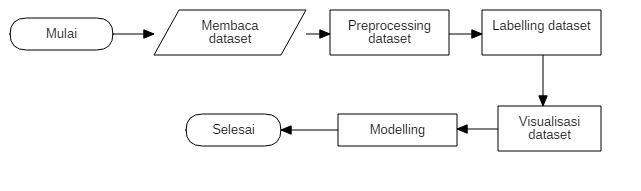 Mulai
Membaca
dataset
Preprocessing
dataset
Labelling dataset
Visualisasi
dataset
Modelling
Selesai